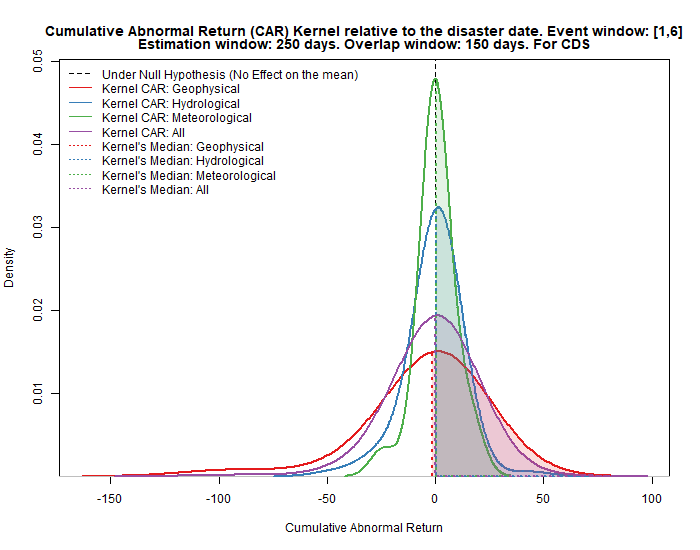 Cumulative Abnormal Return (CAR) Kernel relative to the disaster date. Event window: [1,6]
Estimation window: 250 days. Overlap window: 150 days. For CDS
Under Null Hypothesis (No Effect on the mean)
Kernel CAR: Geophysical
Kernel CAR: Hydrological
Kernel CAR: Meteorological
Kernel CAR: All
Kernel's Median: Geophysical
Kernel's Median: Hydrological
Kernel's Median: Meteorological
Kernel's Median: All
Density
0.05
0.04
0.03
0.02
0.01
-150 -100 -50 0 50 100
Cumulative Abnormal Return